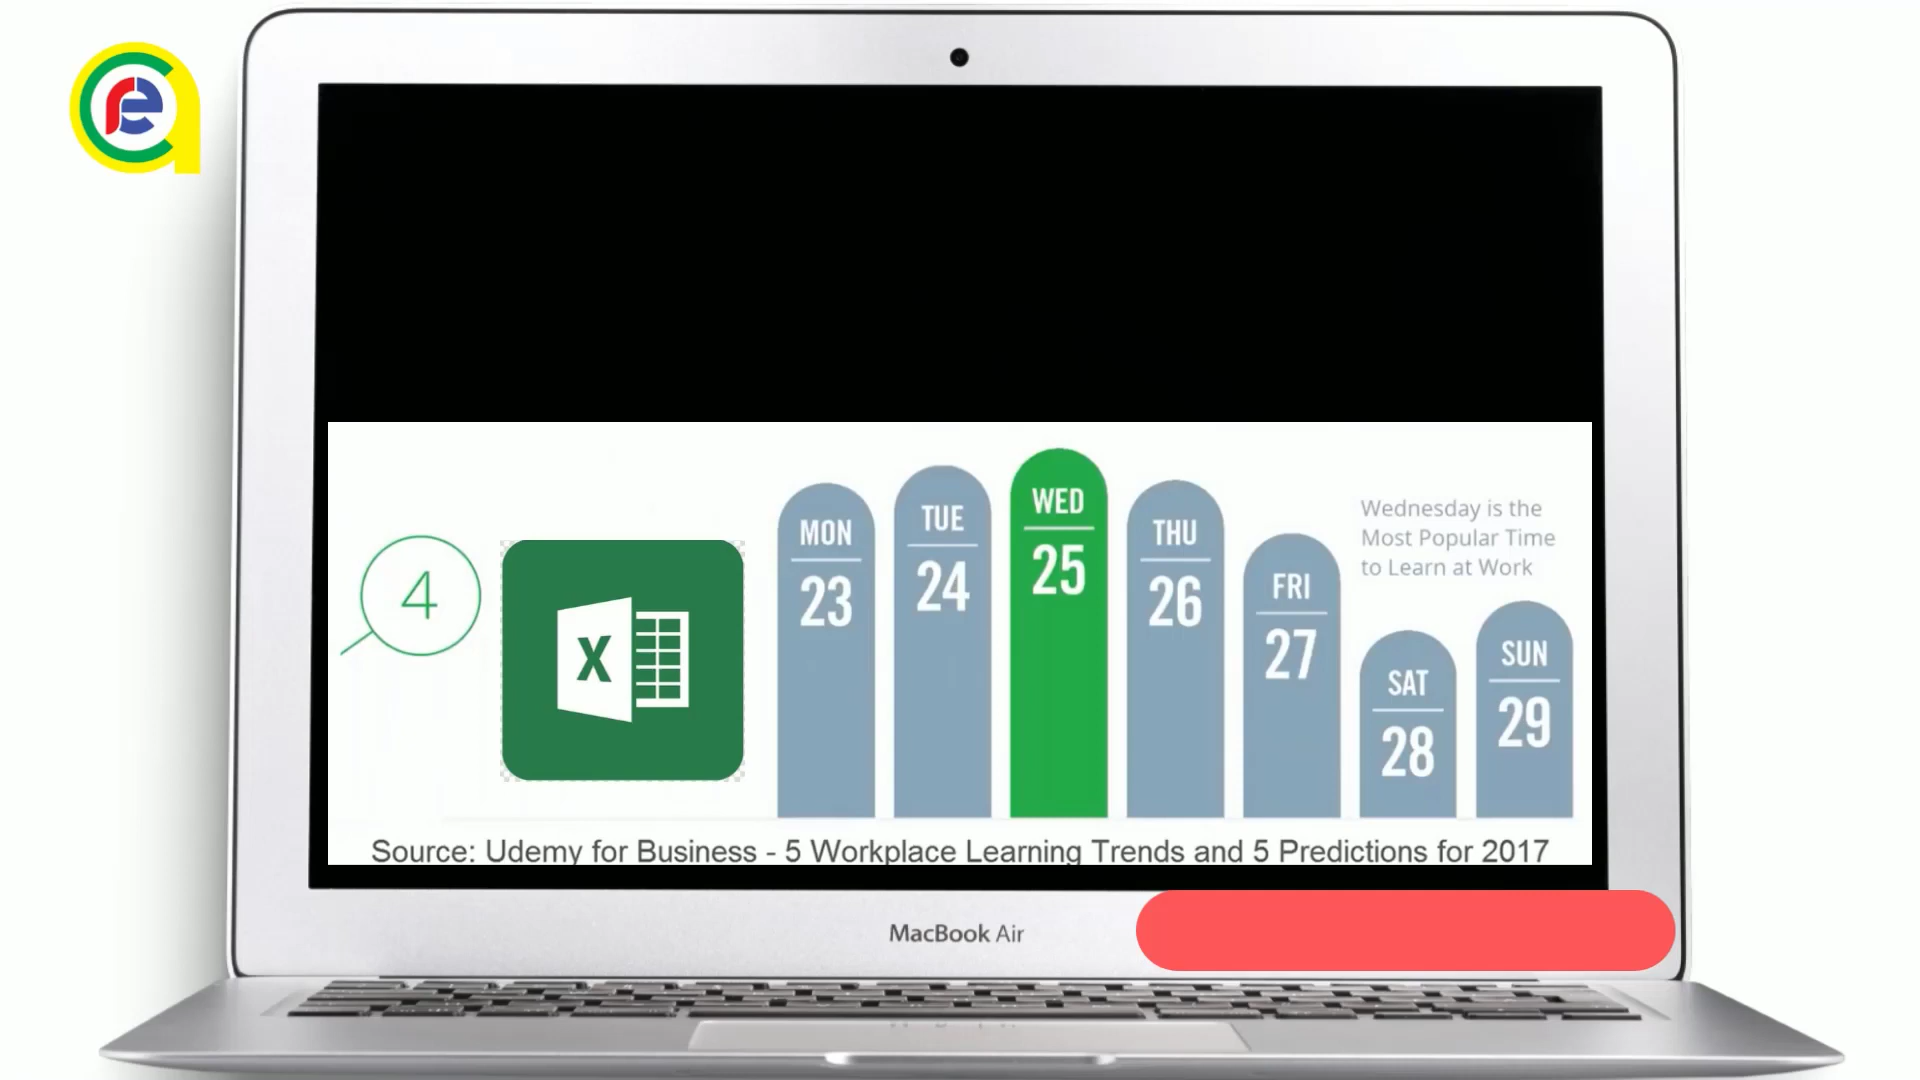 MON
23
TUE
24
WED
25
THU
26
FRI
27
SAT
28
SUN
29
Wednesday is the
Most Popular Time
to Learn at Work
4
X
Source: Udemy for Business - 5 Workplace Learning Trends and 5 Predictions for 2017
MacBook Air